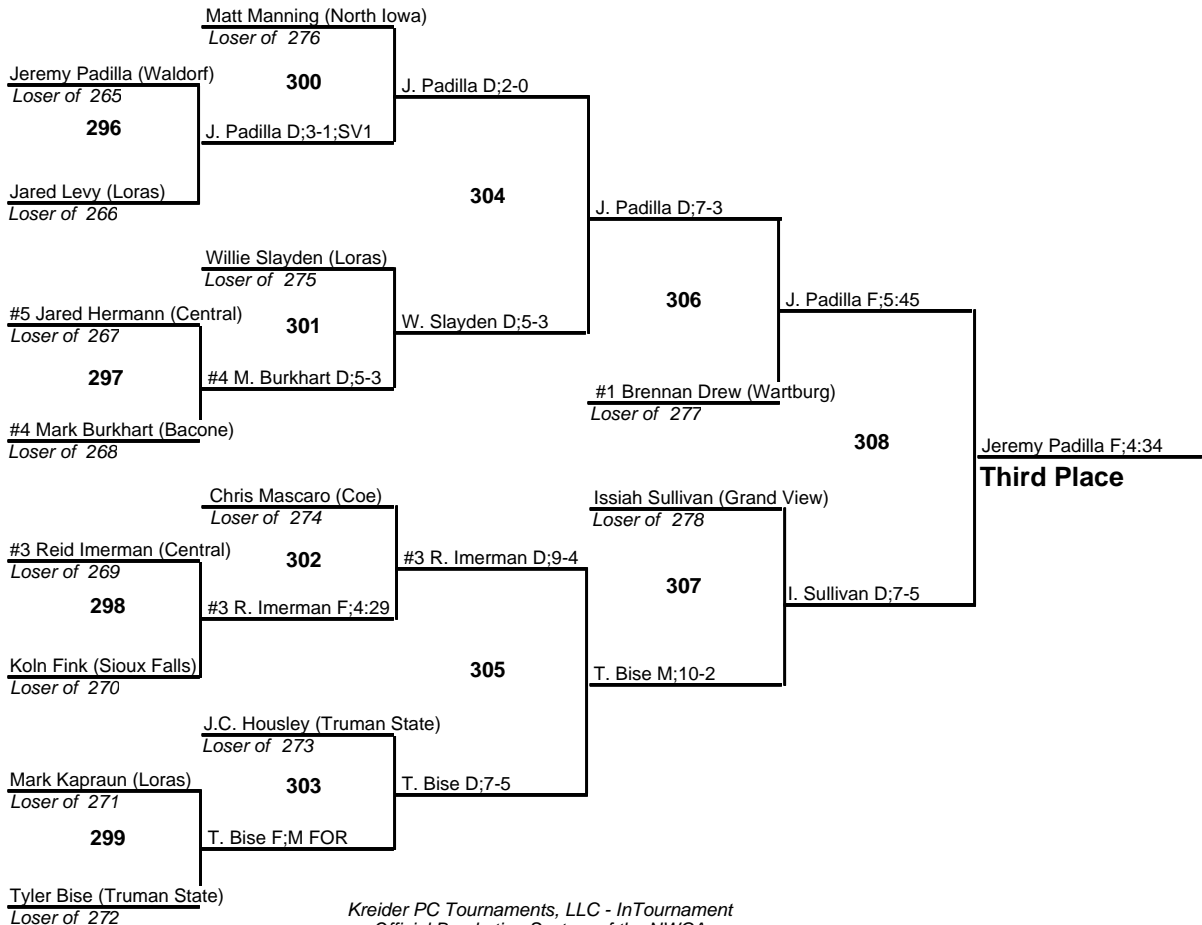 Matt Manning (North Iowa)
Loser of 276
Jeremy Padilla (Waldorf)
Loser of 265
300
J. Padilla D;2-0
296
J. Padilla D;3-1;SV1
Jared Levy (Loras)
Loser of 266
304
J. Padilla D;7-3
Willie Slayden (Loras)
Loser of 275
#5 Jared Hermann (Central)
Loser of 267
301
W. Slayden D;5-3
306
J. Padilla F;5:45
297
#4 M. Burkhart D;5-3
#1 Brennan Drew (Wartburg)
Loser of 277
#4 Mark Burkhart (Bacone)
Loser of 268
308
Jeremy Padilla F;4:34
Third Place
Chris Mascaro (Coe)
Loser of 274
Issiah Sullivan (Grand View)
Loser of 278
#3 Reid Imerman (Central)
Loser of 269
302
#3 R. Imerman D;9-4
307
298
#3 R. Imerman F;4:29
I. Sullivan D;7-5
Koln Fink (Sioux Falls)
Loser of 270
305
T. Bise M;10-2
J.C. Housley (Truman State)
Loser of 273
Mark Kapraun (Loras)
Loser of 271
303
T. Bise D;7-5
299
T. Bise F;M FOR
Tyler Bise (Truman State)
Loser of 272
Kreider PC Tournaments, LLC - InTournament